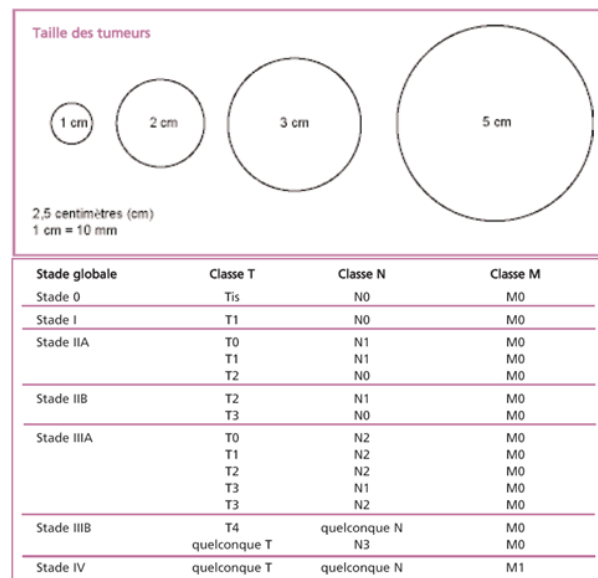 Taille des tumeurs
1 cm 2 cm 3 cm 5 cm
2,5 centimètres (cm)
1 cm = 10 mm
Stade globale Classe T Classe N Classe M
Stade 0 Tis N0 M0
Stade I T1 N0 M0
Stade IIA T0 N1 M0
T1 N1 M0
T2 N0 M0
Stade IIB T2 N1 M0
T3 N0 M0
Stade IIIA T0 N2 M0
T1 N2 M0
T2 N2 M0
T3 N1 M0
T3 N2 M0
Stade IIIB T4 quelconque N M0
quelconque T N3 M0
Stade IV quelconque T quelconque N M1